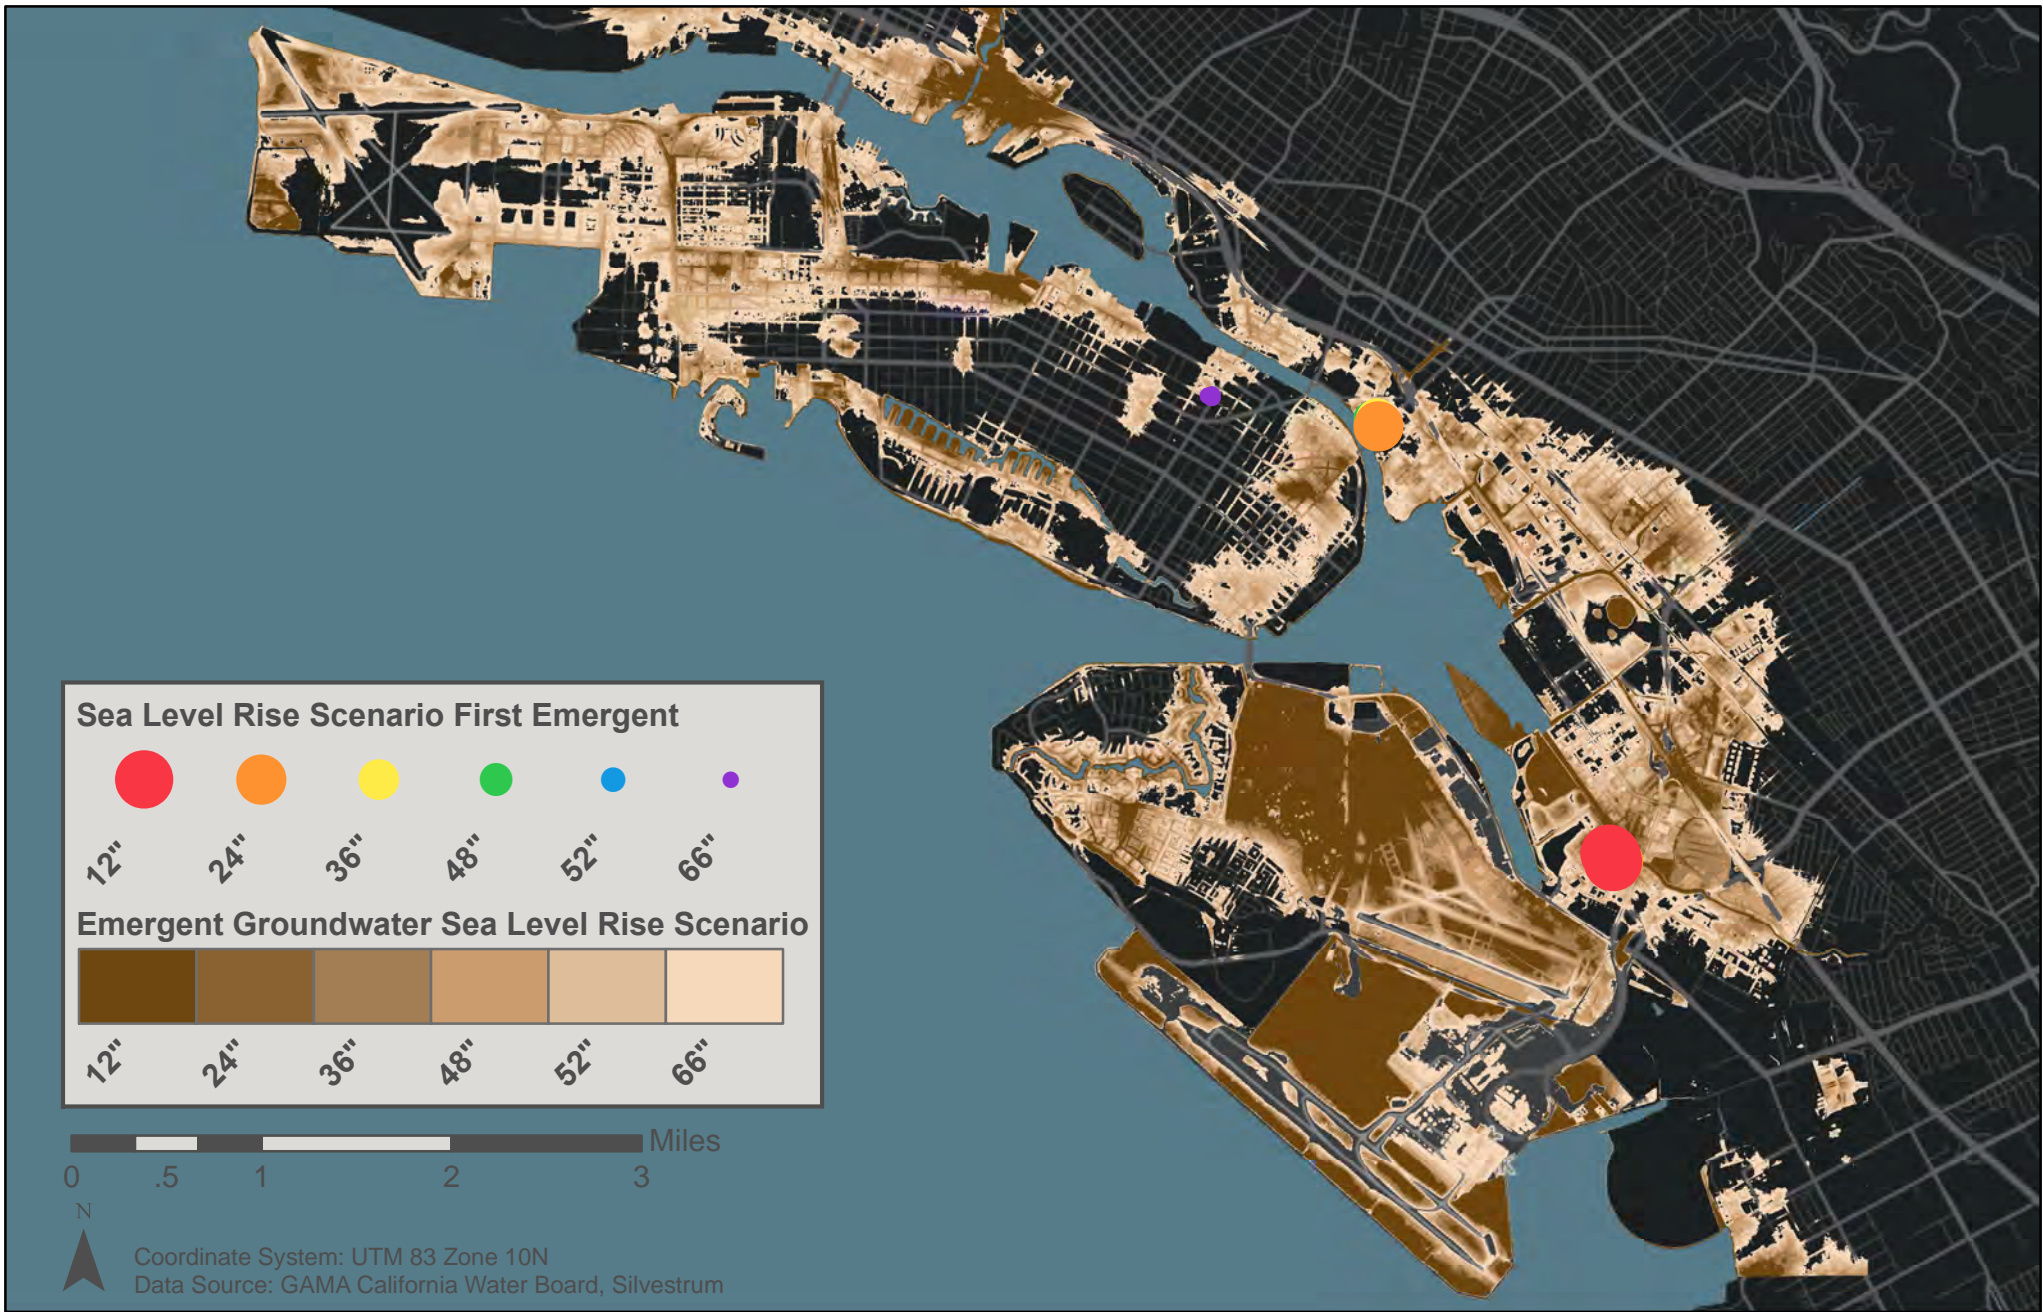 Sea Level Rise Scenario First Emergent
12" 24" 36" 48" 52" 66"
Emergent Groundwater Sea Level Rise Scenario
12" 24" 36" 48" 52" 66"
Miles
0 .5 1 2 3
N
Coordinate System: UTM 83 Zone 10N
Data Source: GAMA California Water Board, Silvestrum